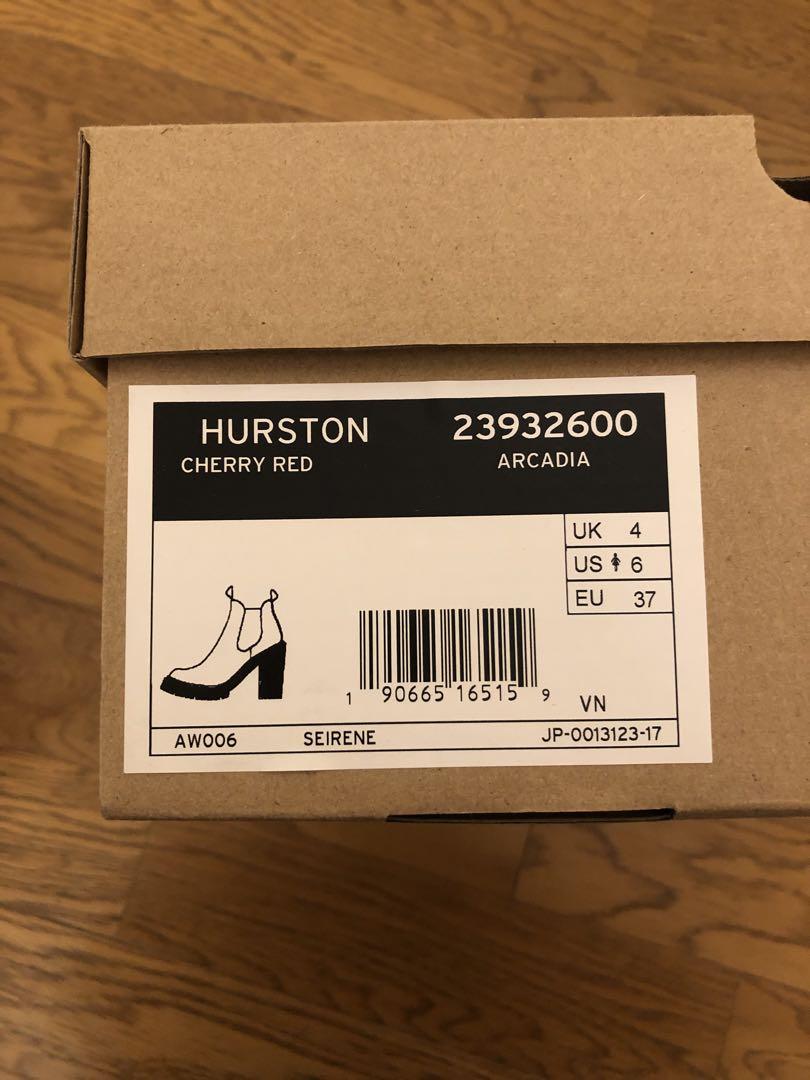 HURSTON 23932600
CHERRY RED ARCADIA
UK 4
US 6
EU 37
1 90665 16515 9
VN
AW006 SEIRENE JP-0013123-17